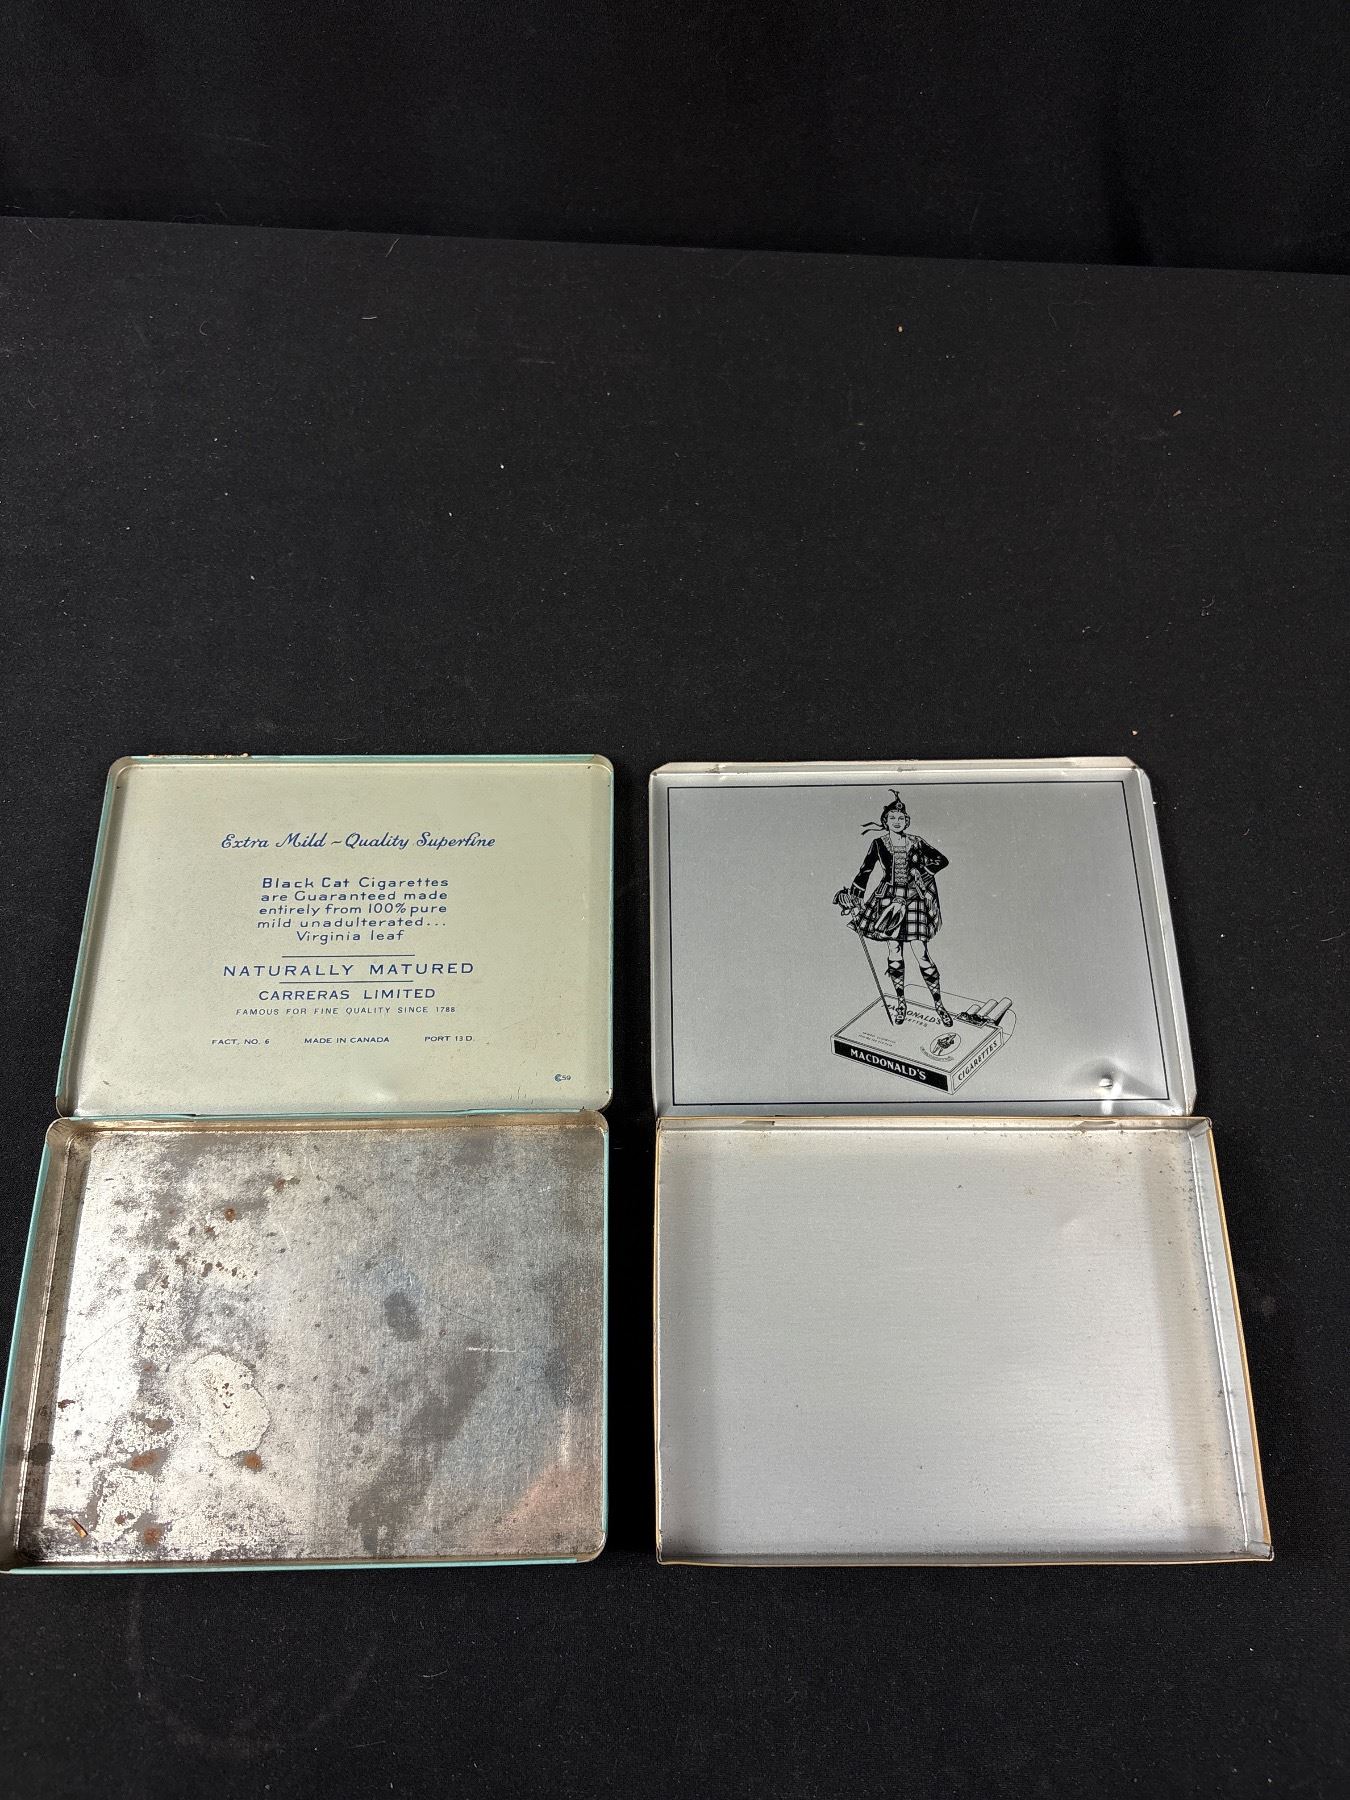 Extra Mild ~ Quality Superfine
Black Cat Cigarettes
are Guaranteed made
entirely from 100% pure
mild unadulterated...
Virginia leaf
NATURALLY MATURED
CARRERAS LIMITED
FAMOUS FOR FINE QUALITY SINCE 1788
FACT. NO. 6 MADE IN CANADA PORT 13 D.
59
MACDONALD'S
MACDONALD'S
CIGARETTES